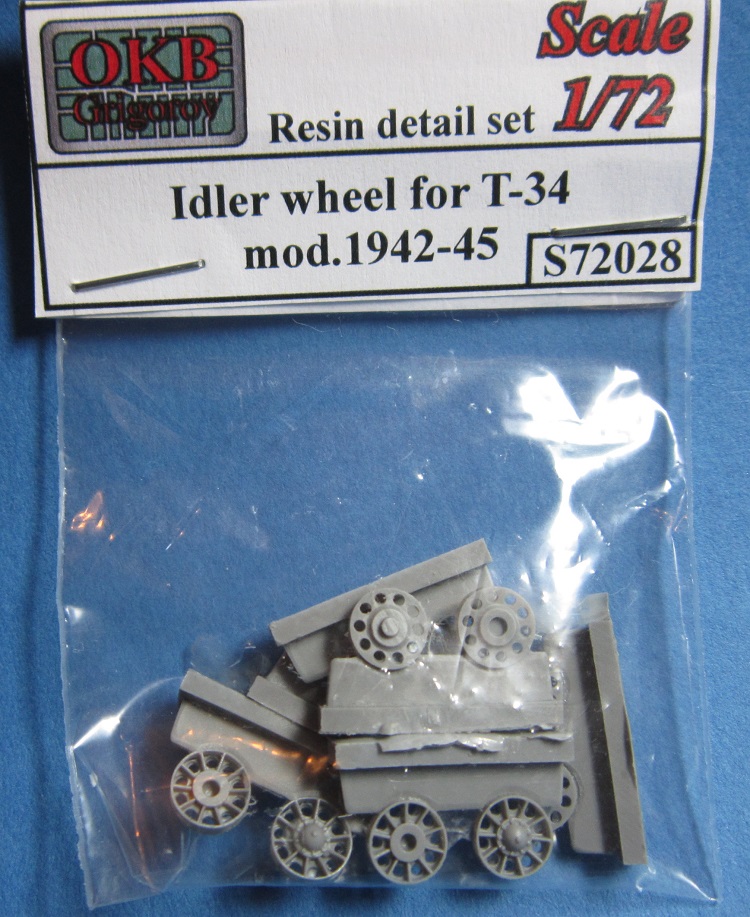 OKB
Grigorov
Resin detail set
Scale
1/72
Idler wheel for T-34
mod.1942-45
S72028